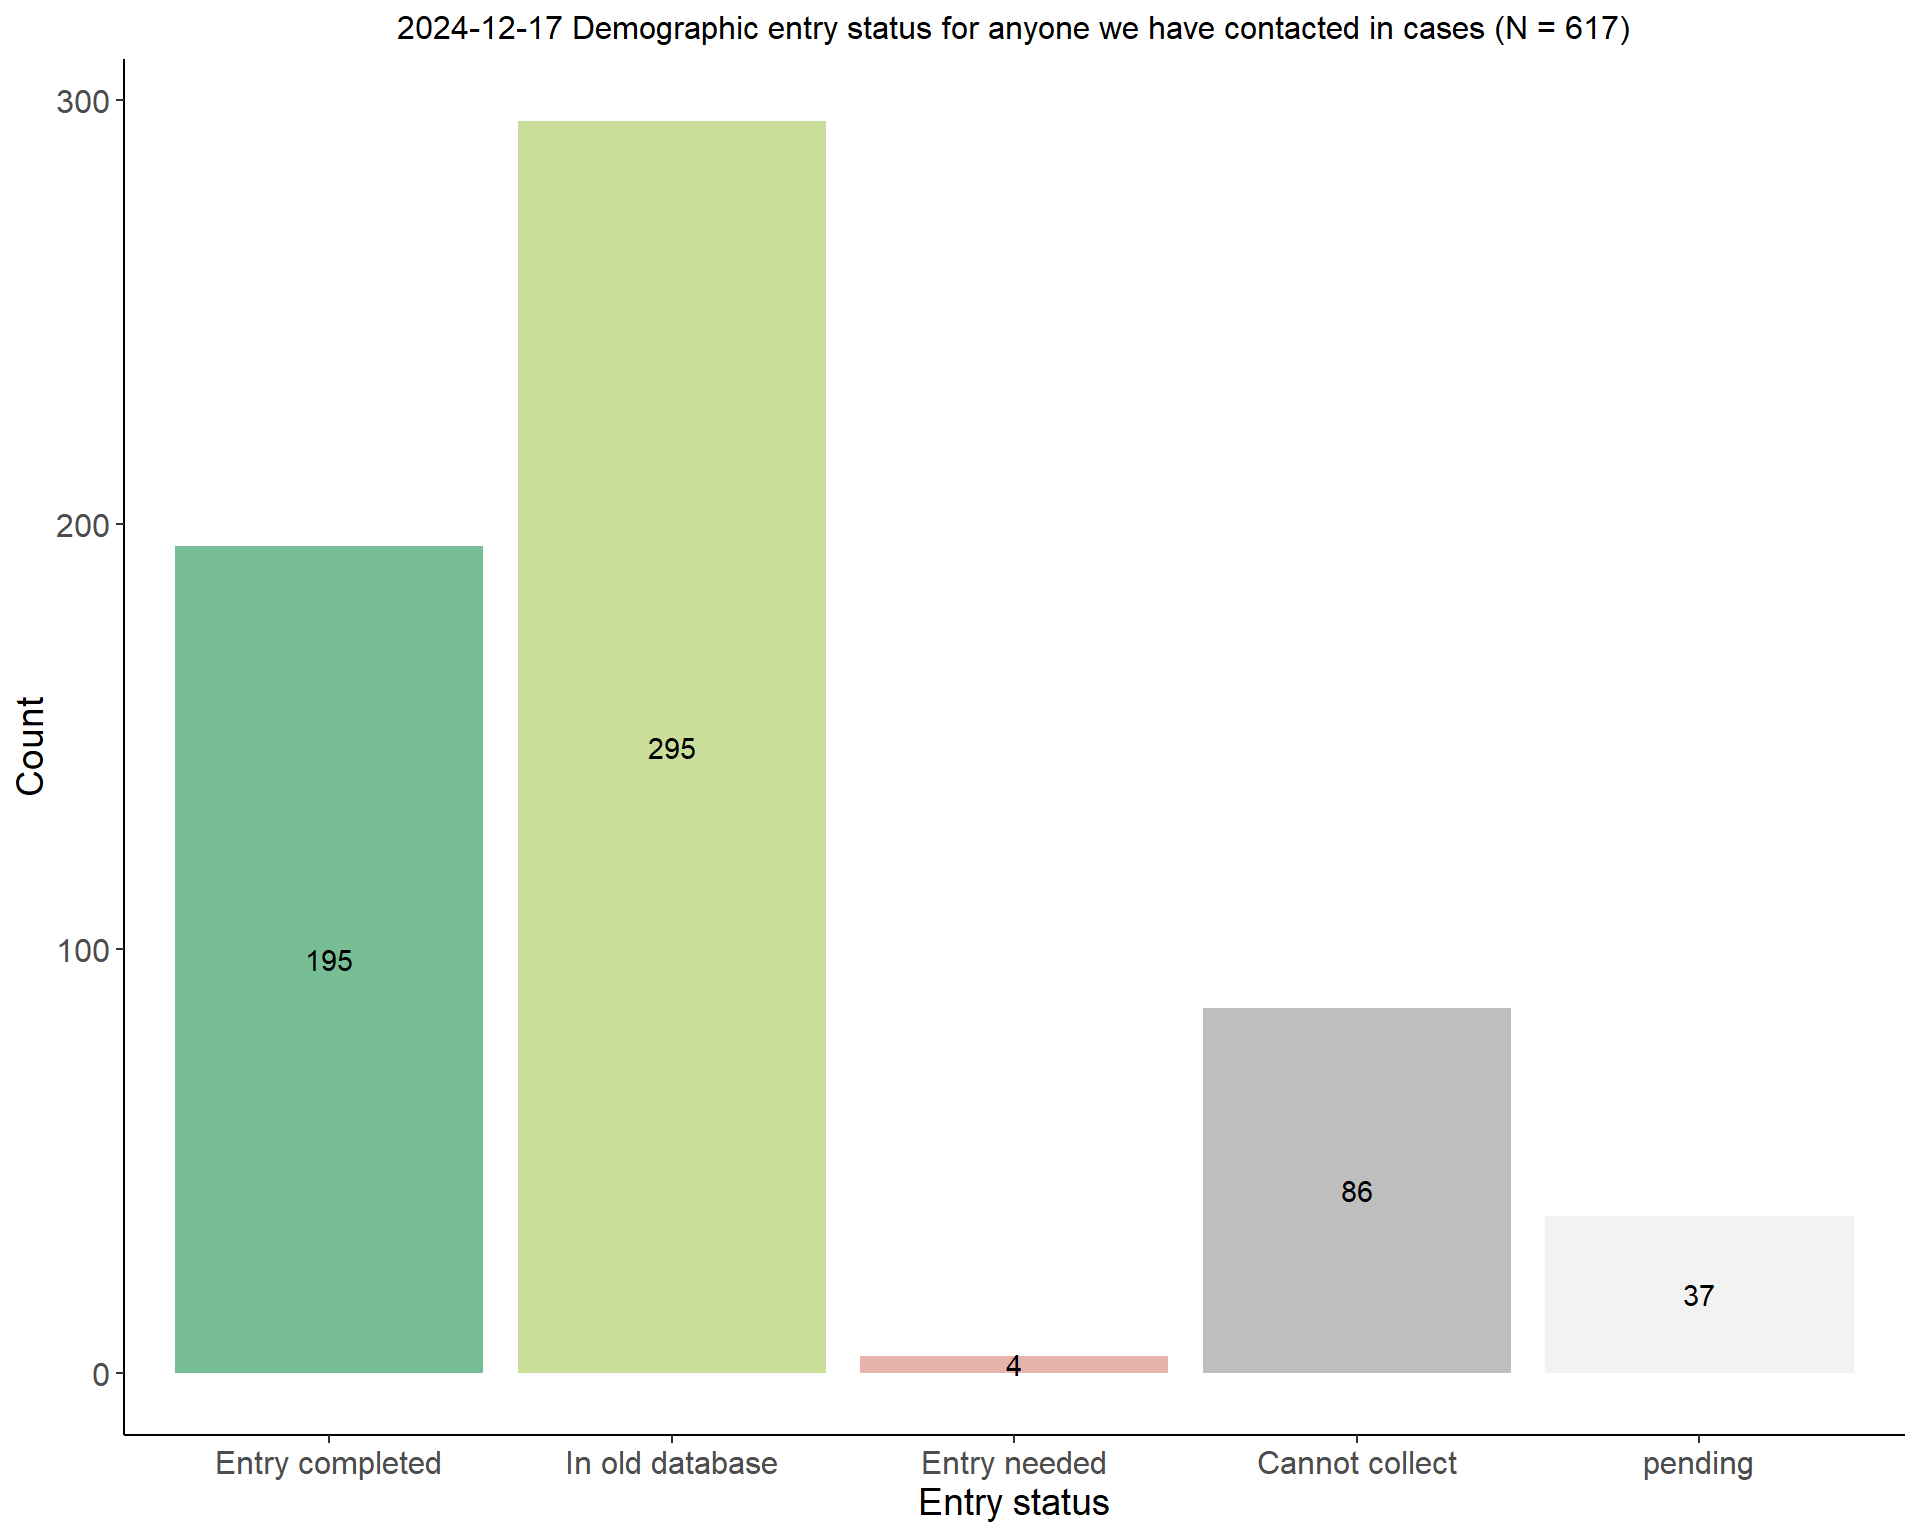 2024-12-17 Demographic entry status for anyone we have contacted in cases (N = 617)
Count
300
200
100
0
195
295
4
86
37
Entry completed In old database Entry needed Cannot collect pending
Entry status